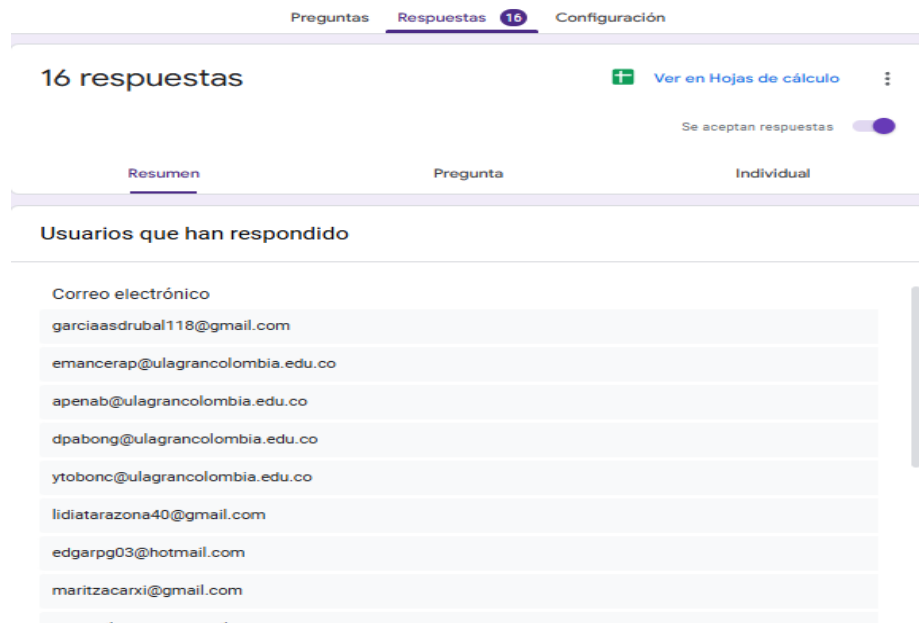 Preguntas Respuestas 16 Configuración
16 respuestas
Ver en Hojas de cálculo
Se aceptan respuestas
Resumen Pregunta Individual
Usuarios que han respondido
Correo electrónico
garciaasdrubal118@gmail.com
emancerap@ulagrancolombia.edu.co
apenab@ulagrancolombia.edu.co
dpabong@ulagrancolombia.edu.co
ytobonc@ulagrancolombia.edu.co
lidiatarazona40@gmail.com
edgarpg03@hotmail.com
maritzacarxi@gmail.com